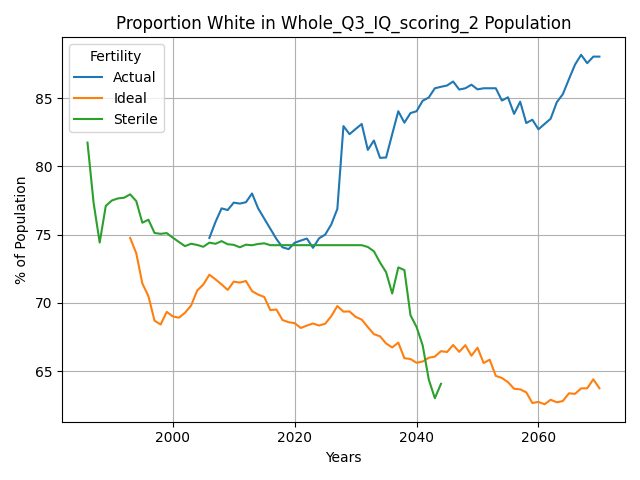 Proportion White in Whole_Q3_IQ_scoring_2 Population
Fertility
Actual
Ideal
Sterile
% of Population
85
80
75
70
65
2000
2020
2040
2060
Years